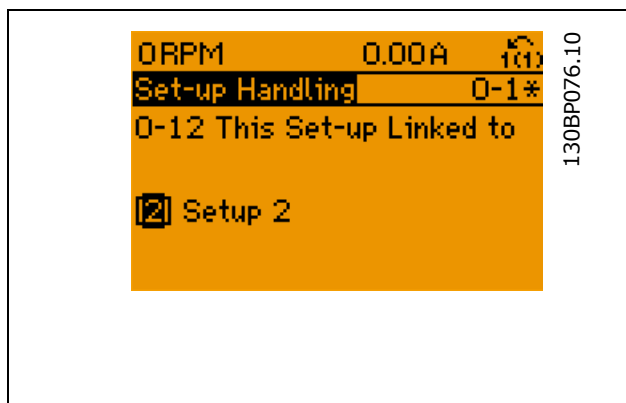 0RPM 0.00A 1(1)
Set-up Handling 0-1*
0-12 This Set-up Linked to
[2] Setup 2
130BP076.10